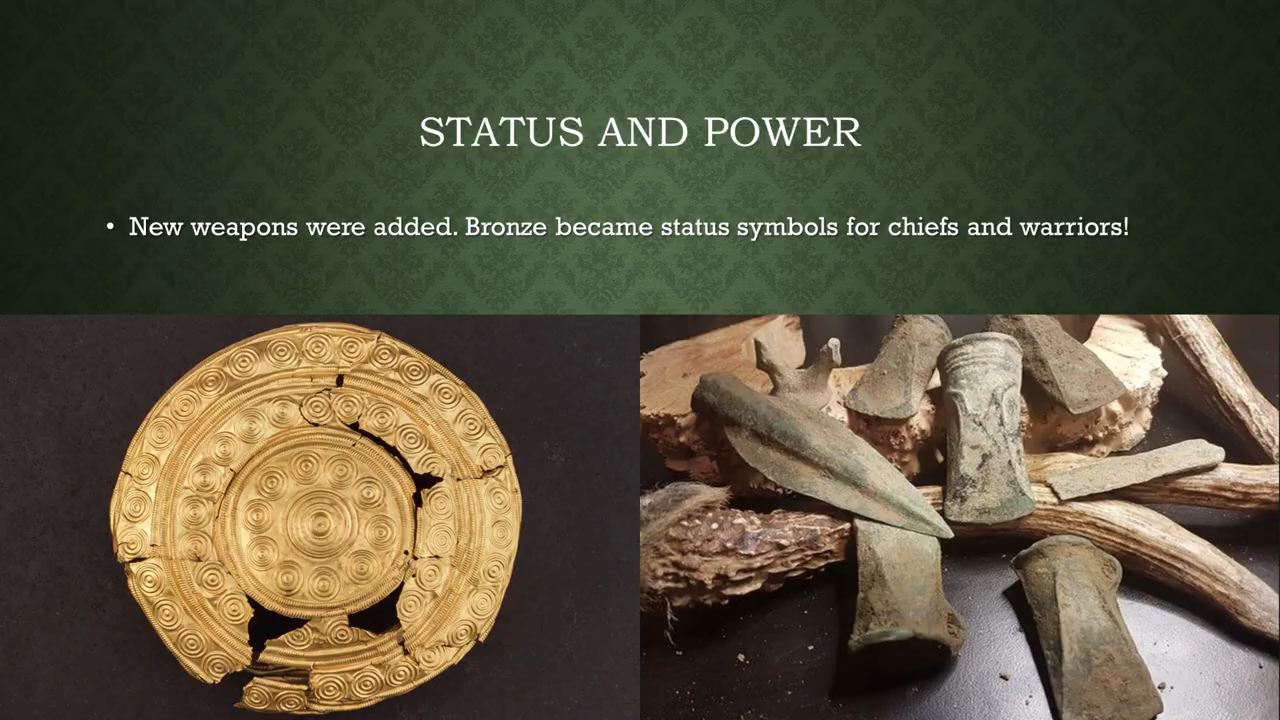 STATUS AND POWER
• New weapons were added. Bronze became status symbols for chiefs and warriors!